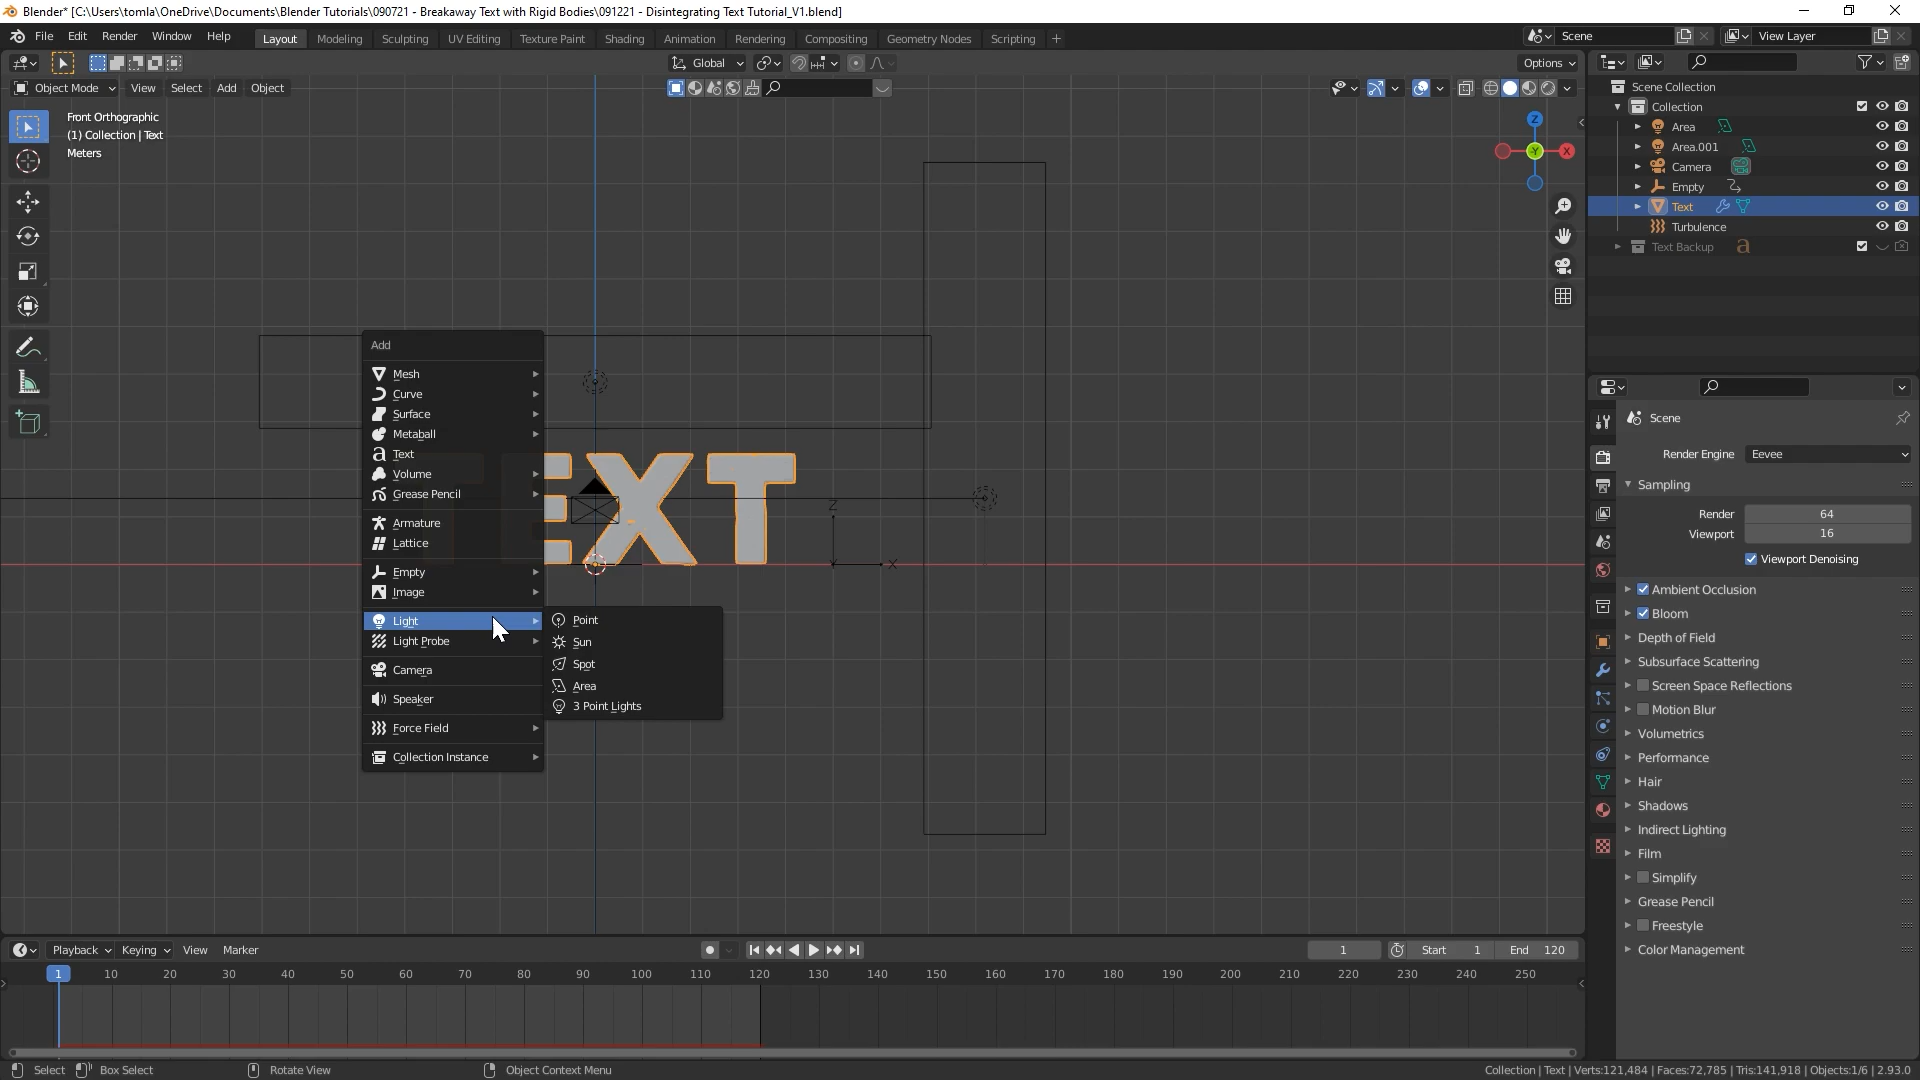 Blender* [C:\Users\tomla\OneDrive\Documents\Blender Tutorials\090721 - Breakaway Text with Rigid Bodies\091221 - Disintegrating Text Tutorial_V1.blend]
File Edit Render Window Help Layout Modeling Sculpting UV Editing Texture Paint Shading Animation Rendering Compositing Geometry Nodes Scripting + Scene View Layer
Global Options
Object Mode View Select Add Object
Front Orthographic
(1) Collection | Text
Meters
Z
Y
X
Scene Collection
Collection
Area
Area.001
Camera
Empty
Text
Turbulence
Text Backup
Add
Mesh
Curve
Surface
Metaball
Text
Volume
Grease Pencil
Armature
Lattice
Empty
Image
Light
Light Probe
Camera
Speaker
Force Field
Collection Instance
Point
Sun
Spot
Area
3 Point Lights
EXT
Z
X
Scene
Render Engine Eevee
Sampling
Render 64
Viewport 16
Viewport Denoising
Ambient Occlusion
Bloom
Depth of Field
Subsurface Scattering
Screen Space Reflections
Motion Blur
Volumetrics
Performance
Hair
Shadows
Indirect Lighting
Film
Simplify
Grease Pencil
Freestyle
Color Management
Playback Keying View Marker 1 Start 1 End 120
1 10 20 30 40 50 60 70 80 90 100 110 120 130 140 150 160 170 180 190 200 210 220 230 240 250
Select Box Select Rotate View Object Context Menu Collection | Text | Verts:121,484 | Faces:72,785 | Tris:141,918 | Objects:1/6 | 2.93.0